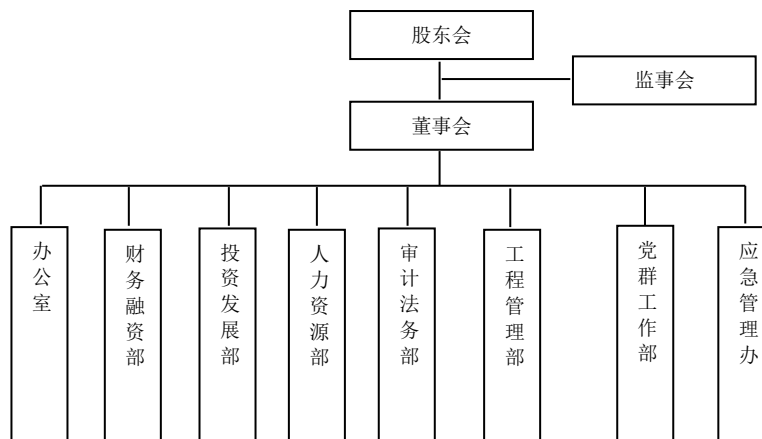 股东会
监事会
董事会
办公室
财务融资部
投资发展部
人力资源部
审计法务部
工程管理部
党群工作部
应急管理办